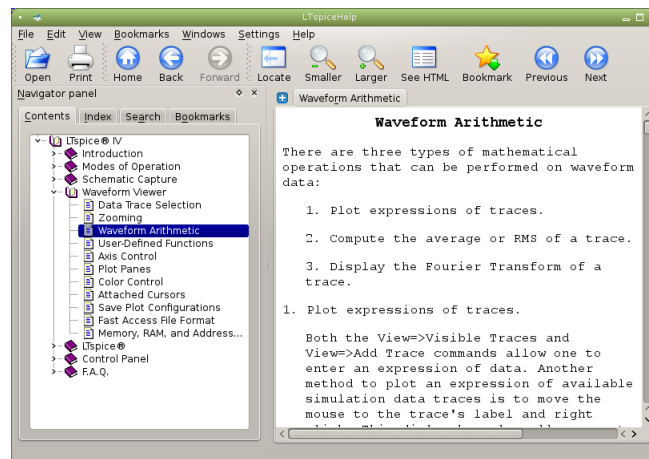 LTspiceHelp
File Edit View Bookmarks Windows Settings Help
Open Print Home Back Forward Locate Smaller Larger See HTML Bookmark Previous Next
Navigator panel
Contents Index Search Bookmarks
LTspice® IV
Introduction
Modes of Operation
Schematic Capture
Waveform Viewer
Data Trace Selection
Zooming
Waveform Arithmetic
User-Defined Functions
Axis Control
Plot Panes
Color Control
Attached Cursors
Save Plot Configurations
Fast Access File Format
Memory, RAM, and Address...
LTspice®
Control Panel
F.A.Q.
Waveform Arithmetic
Waveform Arithmetic
There are three types of mathematical
operations that can be performed on waveform
data:
1. Plot expressions of traces.
2. Compute the average or RMS of a trace.
3. Display the Fourier Transform of a
trace.
1. Plot expressions of traces.
Both the View=>Visible Traces and
View=>Add Trace commands allow one to
enter an expression of data. Another
method to plot an expression of available
simulation data traces is to move the
mouse to the trace's label and right